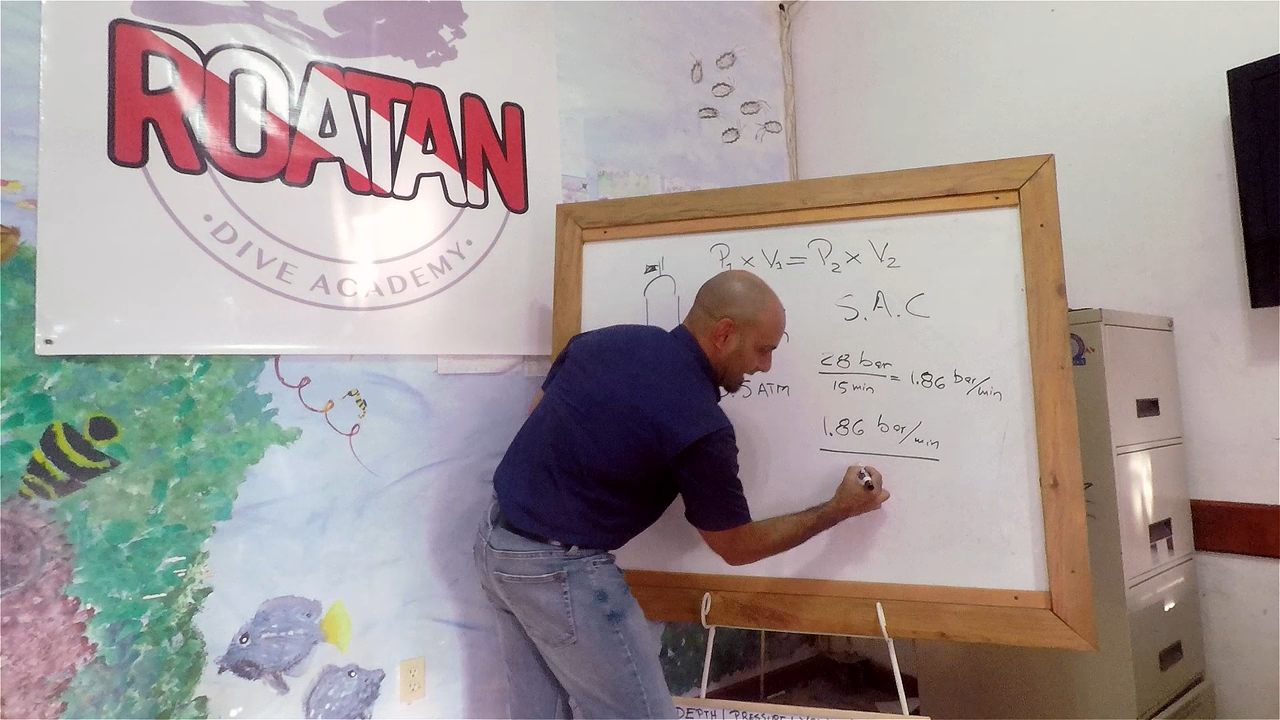 ROATAN
DIVE ACADEMY
P₁ × V₁ = P₂ × V₂
S.A.C
28 bar
15 min
= 1.86 bar/min
.5 ATM
1.86 bar/min
DEPTH | PRESSURE |